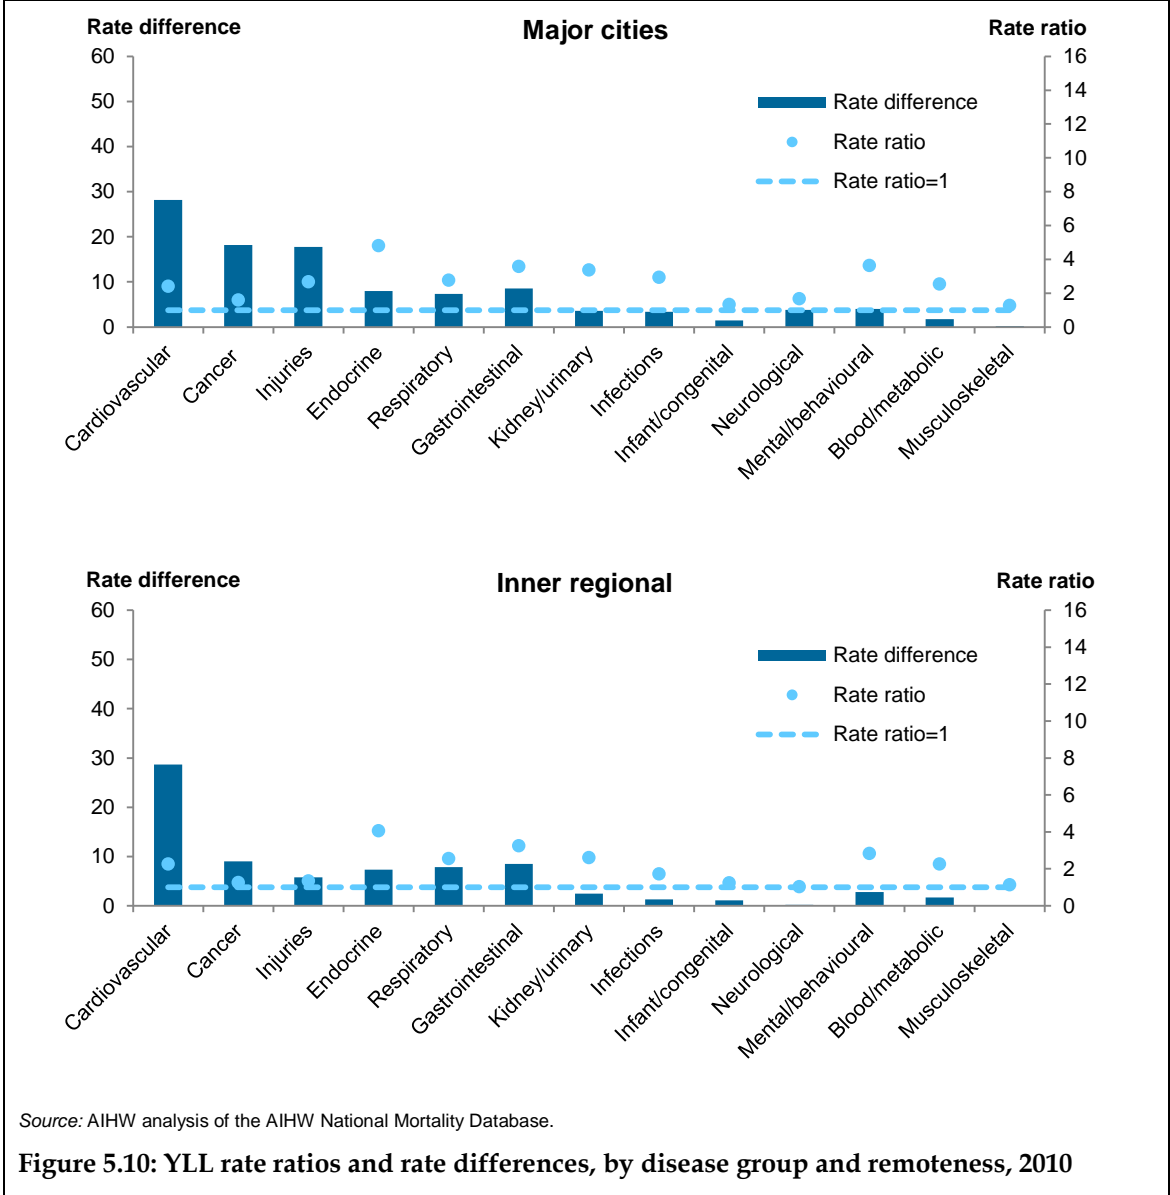 Rate difference
Major cities
Rate ratio
60
50
40
30
20
10
0
16
14
12
10
8
6
4
2
0
Rate difference
Rate ratio
Rate ratio=1
Cardiovascular
Cancer
Injuries
Endocrine
Respiratory
Gastrointestinal
Kidney/urinary
Infections
Infant/congenital
Neurological
Mental/behavioural
Blood/metabolic
Musculoskeletal
Rate difference
Inner regional
Rate ratio
60
50
40
30
20
10
0
16
14
12
10
8
6
4
2
0
Rate difference
Rate ratio
Rate ratio=1
Cardiovascular
Cancer
Injuries
Endocrine
Respiratory
Gastrointestinal
Kidney/urinary
Infections
Infant/congenital
Neurological
Mental/behavioural
Blood/metabolic
Musculoskeletal
Source: AIHW analysis of the AIHW National Mortality Database.
Figure 5.10: YLL rate ratios and rate differences, by disease group and remoteness, 2010